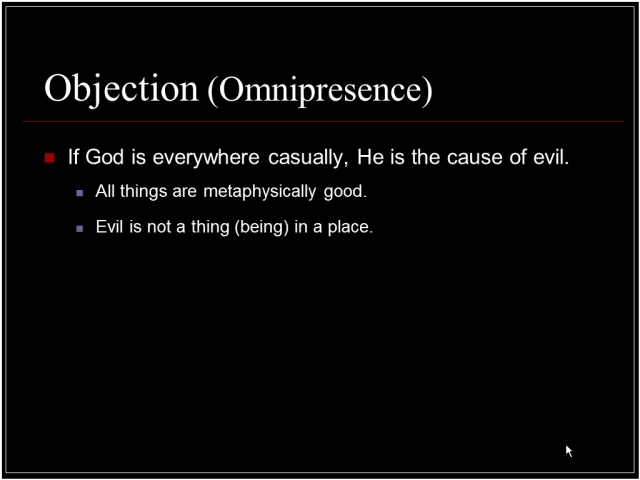 Objection (Omnipresence)
If God is everywhere casually, He is the cause of evil.
All things are metaphysically good.
Evil is not a thing (being) in a place.